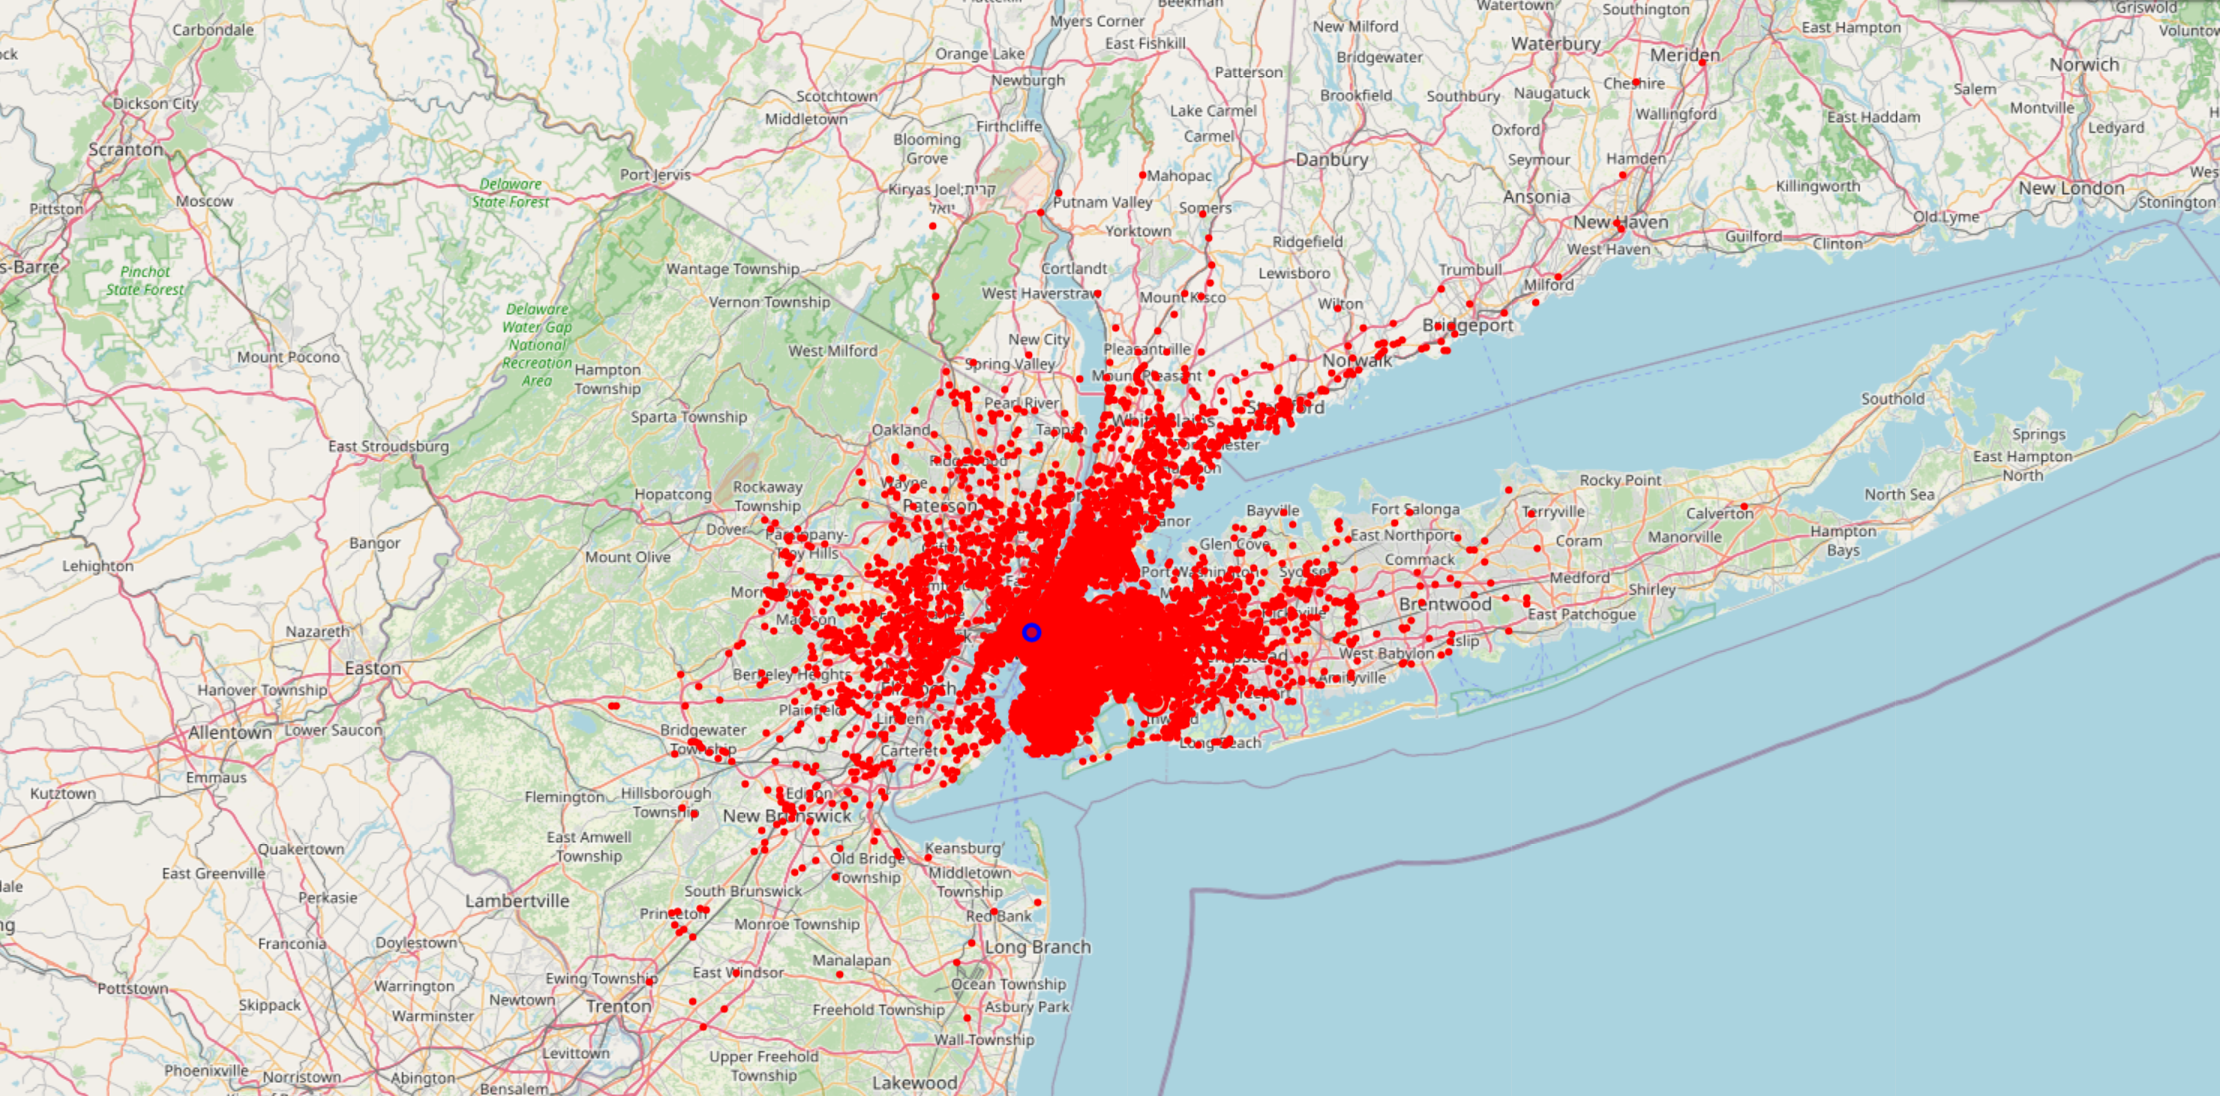 Carbondale
Myers Corner
Beekman
Watertown
Southington
Griswold
East Hampton
New Milford
Waterbury
Orange Lake
East Fishkill
Bridgewater
Meriden
Norwich
Newburgh
Patterson
Cheshire
Dickson City
Scotchtown
Brookfield
Southbury
Naugatuck
Salem
Middletown
Lake Carmel
Wallingford
Montville
Firthcliffe
Carmel
Oxford
East Haddam
Ledyard
Scranton
Blooming
Grove
Danbury
Seymour
Hamden
Port Jervis
Mahopac
Delaware
State Forest
Kiryas Joel;קרית
יואל
Killingworth
New London
Ansonia
Moscow
Putnam Valley
Somers
Stonington
Pittston
Old Lyme
New Haven
Yorktown
Ridgefield
Guilford
Clinton
West Haven
s-Barre
Wantage Township
Cortlandt
Lewisboro
Trumbull
Pinchot
State Forest
Milford
Vernon Township
West Haverstraw
Mount Kisco
Wilton
Delaware
Water Gap
National
Recreation
Area
Bridgeport
New City
West Milford
Pleasantville
Mount Pocono
Spring Valley
Norwalk
Hampton
Township
Mount Pleasant
Southold
Pearl River
Sparta Township
Oakland
Tappan
Springs
East Stroudsburg
East Hampton
North
Wayne
Rockaway
Township
Hopatcong
Rocky Point
North Sea
Paterson
Bayville
Fort Salonga
Terryville
Calverton
Dover
Hampton
Bays
East Northport
Glen Cove
Coram
Manorville
Bangor
Mount Olive
Commack
Lehighton
Port Washington
Medford
Shirley
Brentwood
East Patchogue
Nazareth
Easton
West Babylon
Berkeley Heights
Amityville
Hanover Township
Plainfield
Linden
Allentown
Lower Saucon
Bridgewater
Township
Long Beach
Carteret
Emmaus
Kutztown
Flemington
Hillsborough
Township
Edison
New Brunswick
East Amwell
Township
Quakertown
Keansburg
Old Bridge
Township
East Greenville
Middletown
Township
South Brunswick
Perkasie
Lambertville
Princeton
Red Bank
Monroe Township
Franconia
Doylestown
Long Branch
Manalapan
East Windsor
Ewing Township
Warrington
Pottstown
Ocean Township
Newtown
Skippack
Trenton
Freehold Township
Asbury Park
Warminster
Wall Township
Levittown
Upper Freehold
Township
Phoenixville
Norristown
Abington
Bensalem
Lakewood